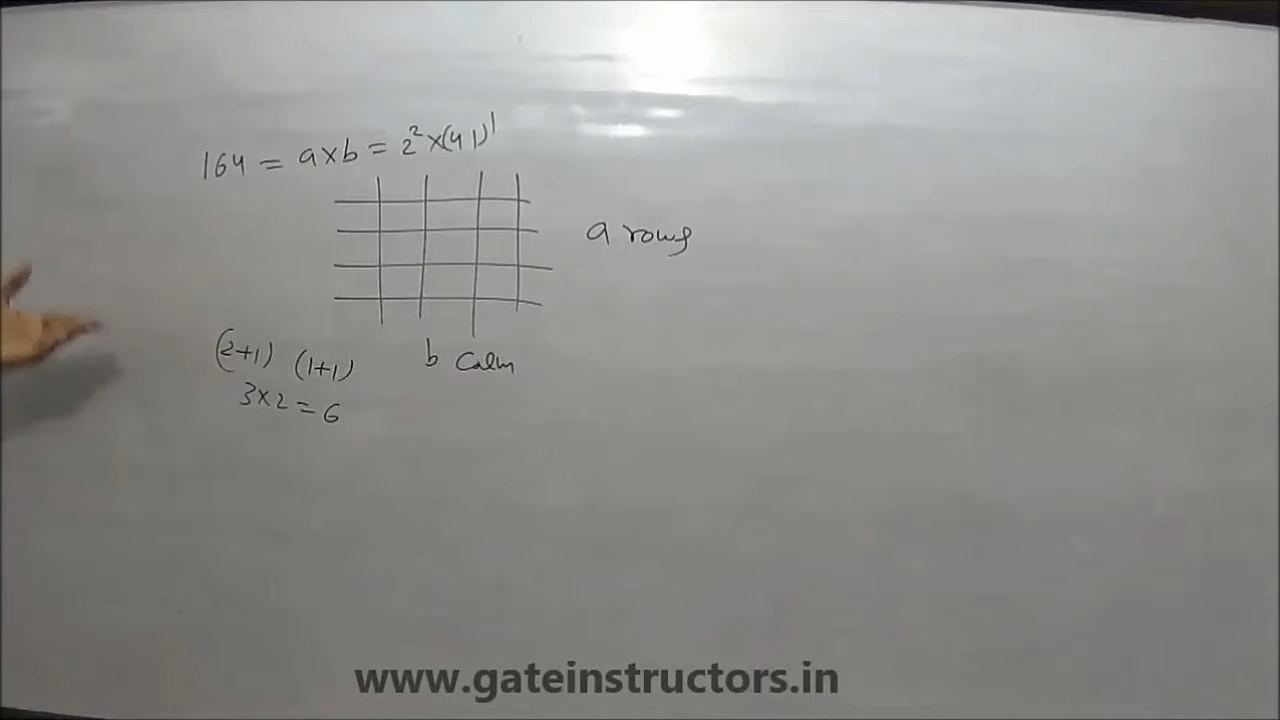 164 = a×b = 2² ×(41)¹
a rows
b Colm
(2+1) (1+1)
3×2 = 6
www.gateinstructors.in